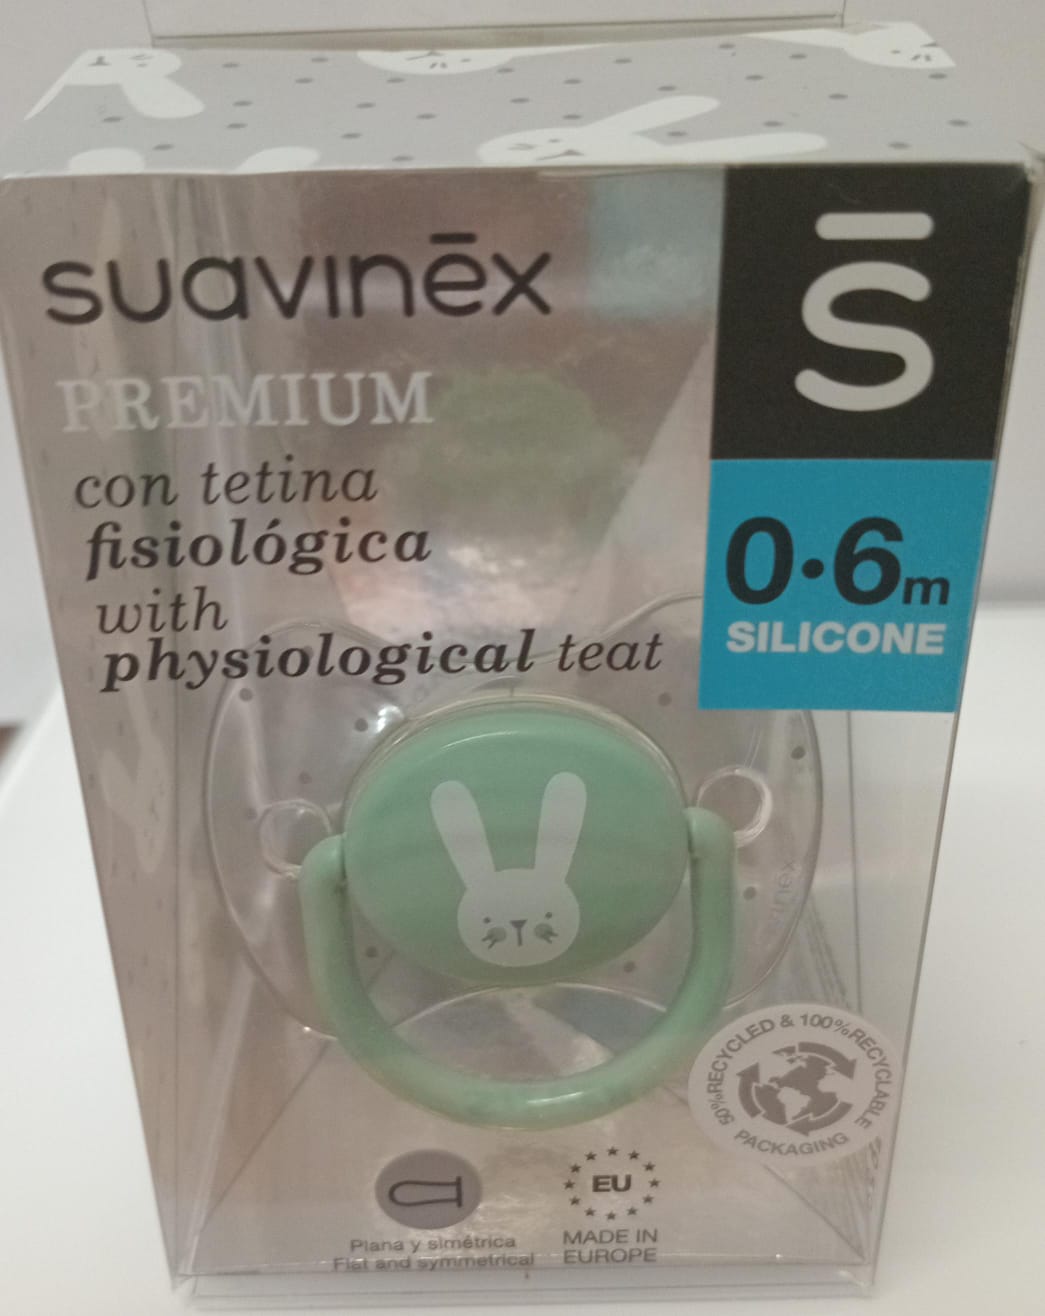 suavinēx
S̄
PREMIUM
con tetina
fisiológica
with
physiological teat
0•6m
SILICONE
50%RECYCLED & 100%RECYCLABLE
PACKAGING
Plana y simétrica
Flat and symmetrical
EU
MADE IN
EUROPE